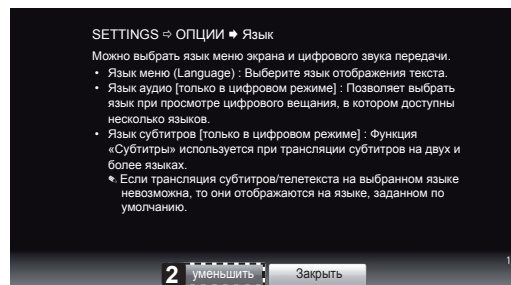 SETTINGS ⇨ ОПЦИИ ➡ Язык
Можно выбрать язык меню экрана и цифрового звука передачи.
• Язык меню (Language) : Выберите язык отображения текста.
• Язык аудио [только в цифровом режиме] : Позволяет выбрать
язык при просмотре цифрового вещания, в котором доступны
несколько языков.
• Язык субтитров [только в цифровом режиме] : Функция
«Субтитры» используется при трансляции субтитров на двух и
более языках.
✎ Если трансляция субтитров/телетекста на выбранном языке
невозможна, то они отображаются на языке, заданном по
умолчанию.
1
2 уменьшить Закрыть